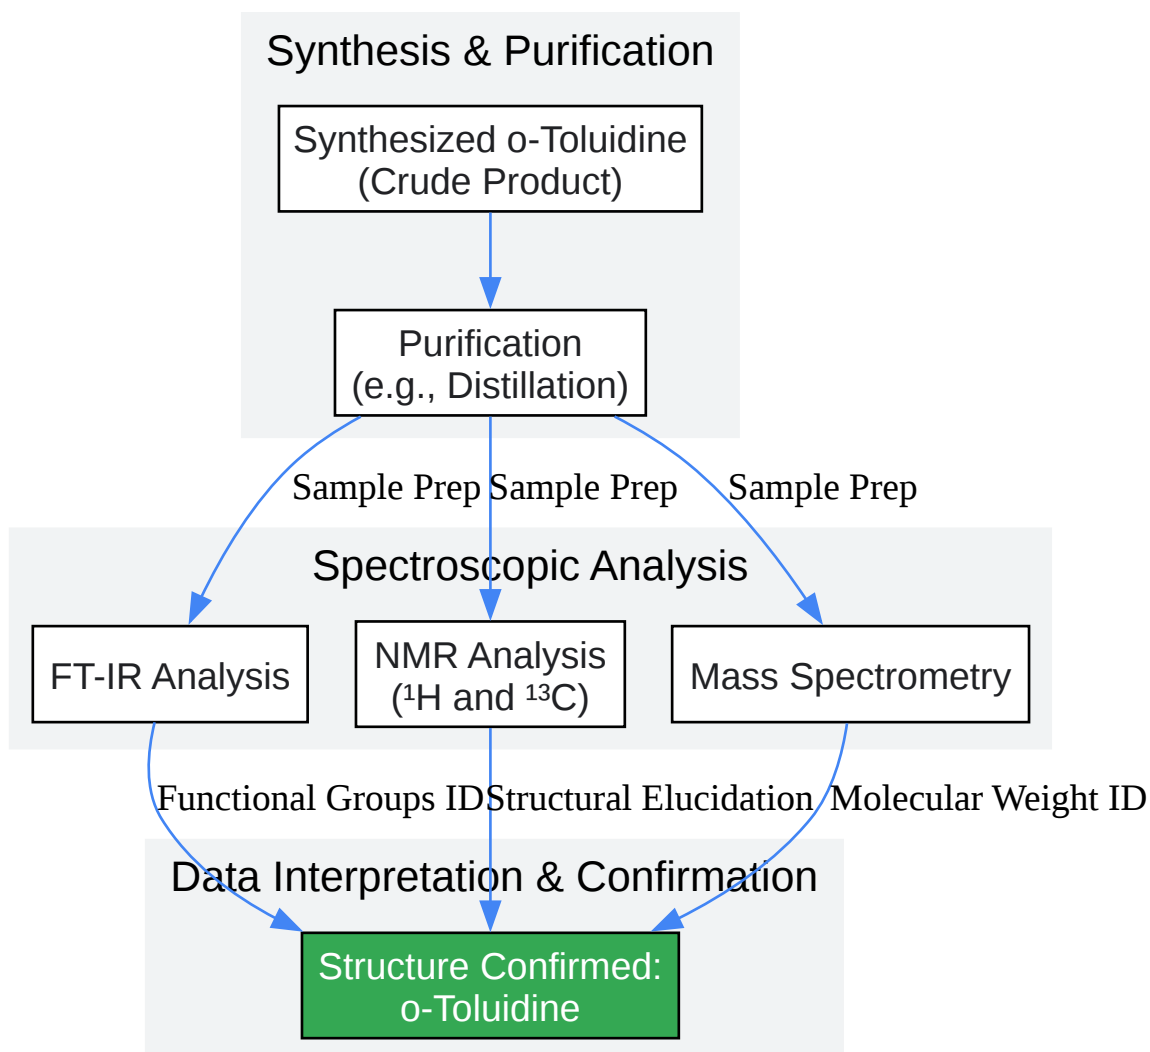 Synthesis & Purification
Synthesized o-Toluidine
(Crude Product)
Purification
(e.g., Distillation)
Sample Prep
Sample Prep
Sample Prep
Spectroscopic Analysis
FT-IR Analysis
NMR Analysis
(¹H and ¹³C)
Mass Spectrometry
Functional Groups ID
Structural Elucidation
Molecular Weight ID
Data Interpretation & Confirmation
Structure Confirmed:
o-Toluidine